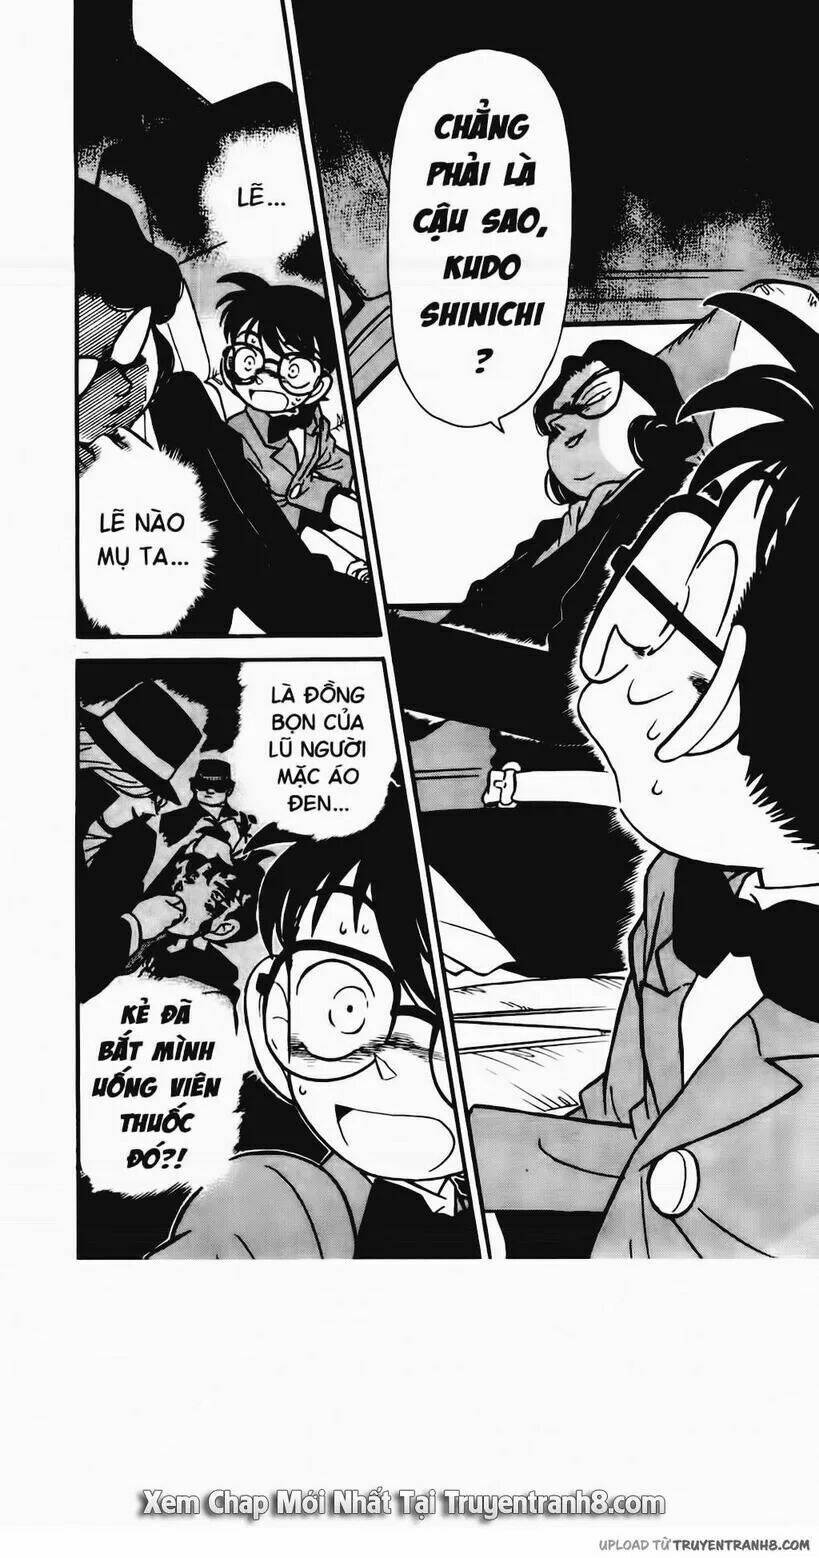 CHẲNG
PHẢI LÀ
CẬU SAO,
KUDO
SHINICHI
?
LẼ...
LẼ NÀO
MỤ TA...
LÀ ĐỒNG
BỌN CỦA
LŨ NGƯỜI
MẶC ÁO
ĐEN...
KẺ ĐÃ
BẮT MÌNH
UỐNG VIÊN
THUỐC
ĐÓ?!
Xem Chap Mới Nhất Tại Truyentranh8.com
UPLOAD TỪ TRUYENTRANH8.COM